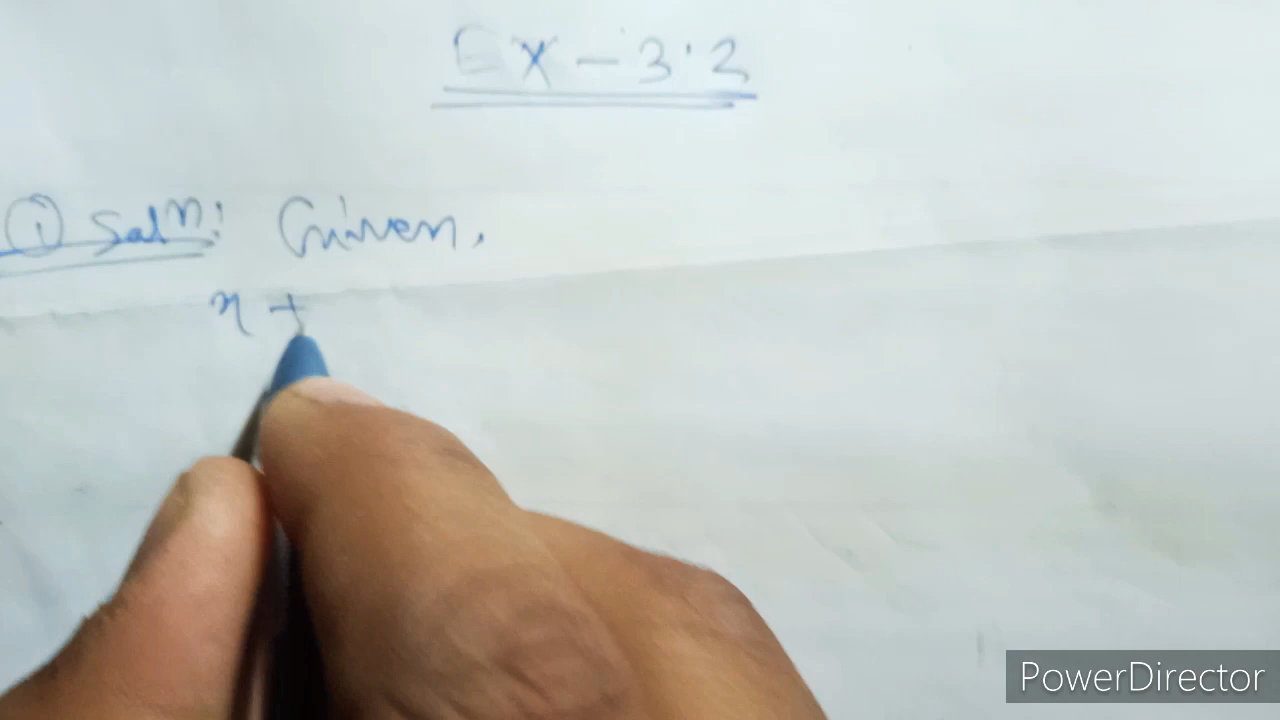 Ex - 3.2
① Solⁿ: Given,
x +
PowerDirector